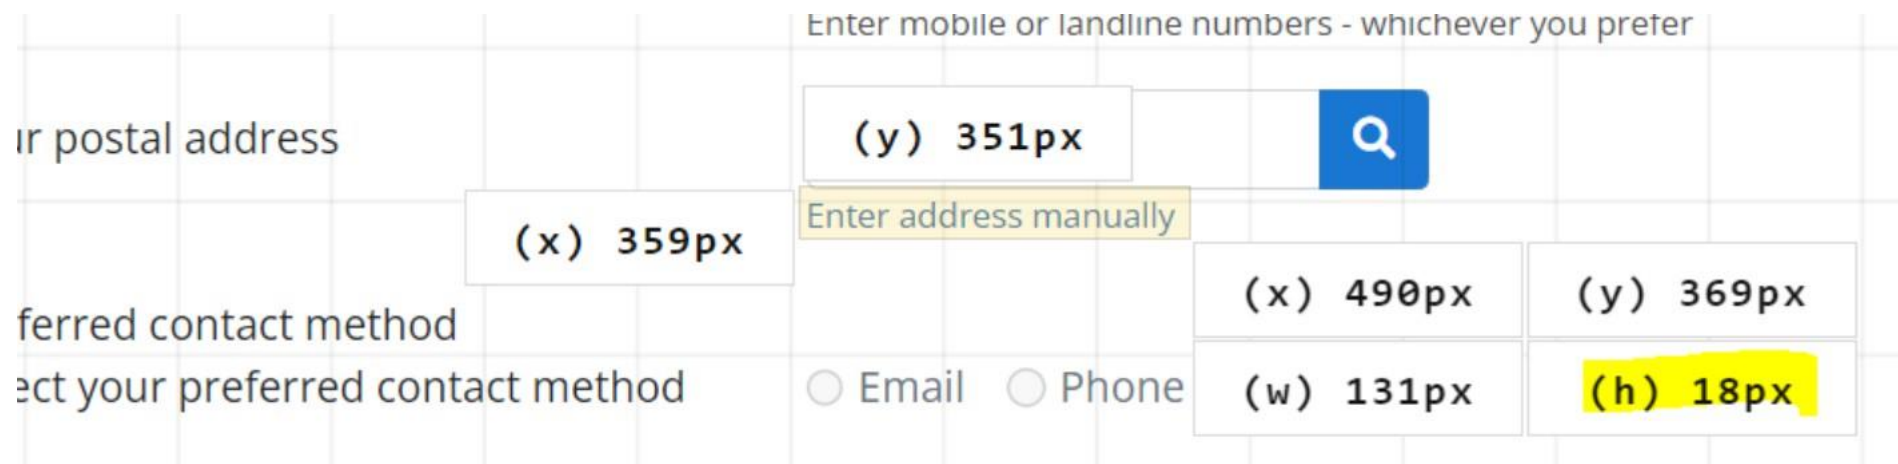 Enter mobile or landline numbers - whichever you prefer
ur postal address
(y) 351px
Enter address manually
(x) 359px
(x) 490px (y) 369px
ferred contact method
ect your preferred contact method
Email Phone
(w) 131px (h) 18px